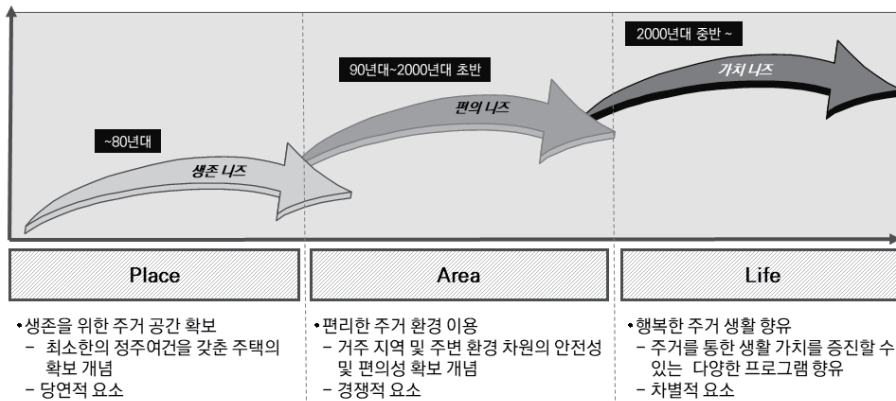 2000년대 중반 ~
가치 니즈
90년대~2000년대 초반
편의 니즈
~80년대
생존 니즈
Place
Area
Life
•생존을 위한 주거 공간 확보
– 최소한의 정주여건을 갖춘 주택의
확보 개념
– 당연적 요소
•편리한 주거 환경 이용
– 거주 지역 및 주변 환경 차원의 안전성
및 편의성 확보 개념
– 경쟁적 요소
•행복한 주거 생활 향유
– 주거를 통한 생활 가치를 증진할 수
있는 다양한 프로그램 향유
– 차별적 요소